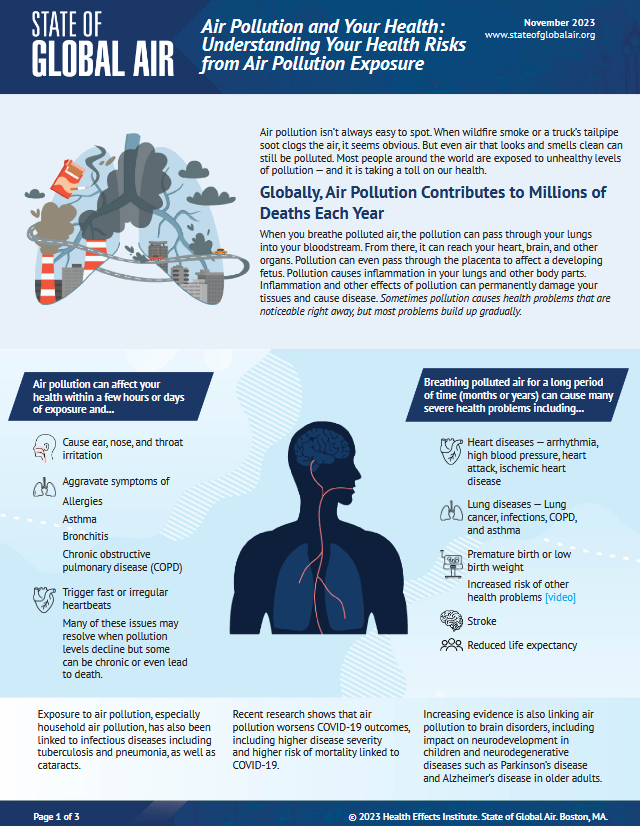 STATE OF
GLOBAL AIR
Air Pollution and Your Health:
Understanding Your Health Risks
from Air Pollution Exposure
November 2023
www.stateofglobalair.org
Air pollution isn't always easy to spot. When wildfire smoke or a truck's tailpipe
soot clogs the air, it seems obvious. But even air that looks and smells clean can
still be polluted. Most people around the world are exposed to unhealthy levels
of pollution — and it is taking a toll on our health.
Globally, Air Pollution Contributes to Millions of
Deaths Each Year
When you breathe polluted air, the pollution can pass through your lungs
into your bloodstream. From there, it can reach your heart, brain, and other
organs. Pollution can even pass through the placenta to affect a developing
fetus. Pollution causes inflammation in your lungs and other body parts.
Inflammation and other effects of pollution can permanently damage your
tissues and cause disease. Sometimes pollution causes health problems that are
noticeable right away, but most problems build up gradually.
Air pollution can affect your
health within a few hours or days
of exposure and...
Cause ear, nose, and throat
irritation
Aggravate symptoms of
Allergies
Asthma
Bronchitis
Chronic obstructive
pulmonary disease (COPD)
Trigger fast or irregular
heartbeats
Many of these issues may
resolve when pollution
levels decline but some
can be chronic or even lead
to death.
Breathing polluted air for a long period
of time (months or years) can cause many
severe health problems including...
Heart diseases — arrhythmia,
high blood pressure, heart
attack, ischemic heart
disease
Lung diseases — Lung
cancer, infections, COPD,
and asthma
Premature birth or low
birth weight
Increased risk of other
health problems [video]
Stroke
Reduced life expectancy
Exposure to air pollution, especially
household air pollution, has also been
linked to infectious diseases including
tuberculosis and pneumonia, as well as
cataracts.
Recent research shows that air
pollution worsens COVID-19 outcomes,
including higher disease severity
and higher risk of mortality linked to
COVID-19.
Increasing evidence is also linking air
pollution to brain disorders, including
impact on neurodevelopment in
children and neurodegenerative
diseases such as Parkinson's disease
and Alzheimer's disease in older adults.
Page 1 of 3
© 2023 Health Effects Institute. State of Global Air. Boston, MA.